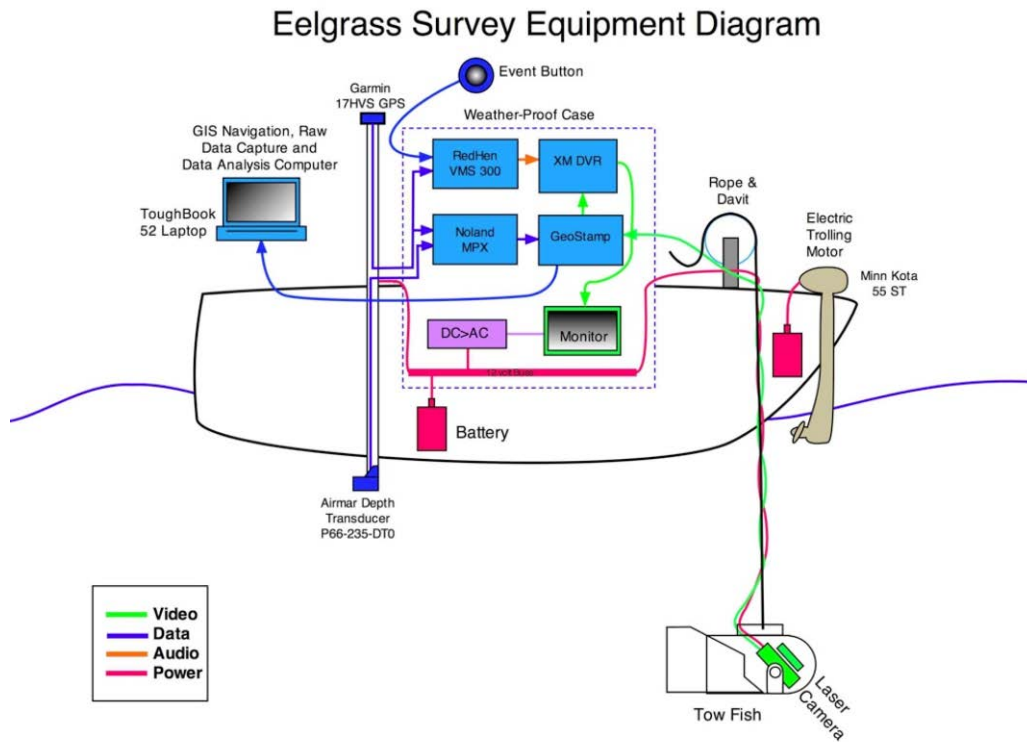 Eelgrass Survey Equipment Diagram
Event Button
Garmin
17HVS GPS
Weather-Proof Case
GIS Navigation, Raw
Data Capture and
Data Analysis Computer
RedHen
VMS 300
XM DVR
Rope &
Davit
ToughBook
52 Laptop
Noland
MPX
GeoStamp
Electric
Trolling
Motor
Minn Kota
55 ST
DC>AC
Monitor
12 volt Buss
Battery
Airmar Depth
Transducer
P66-235-DT0
Video
Data
Audio
Power
Laser
Camera
Tow Fish